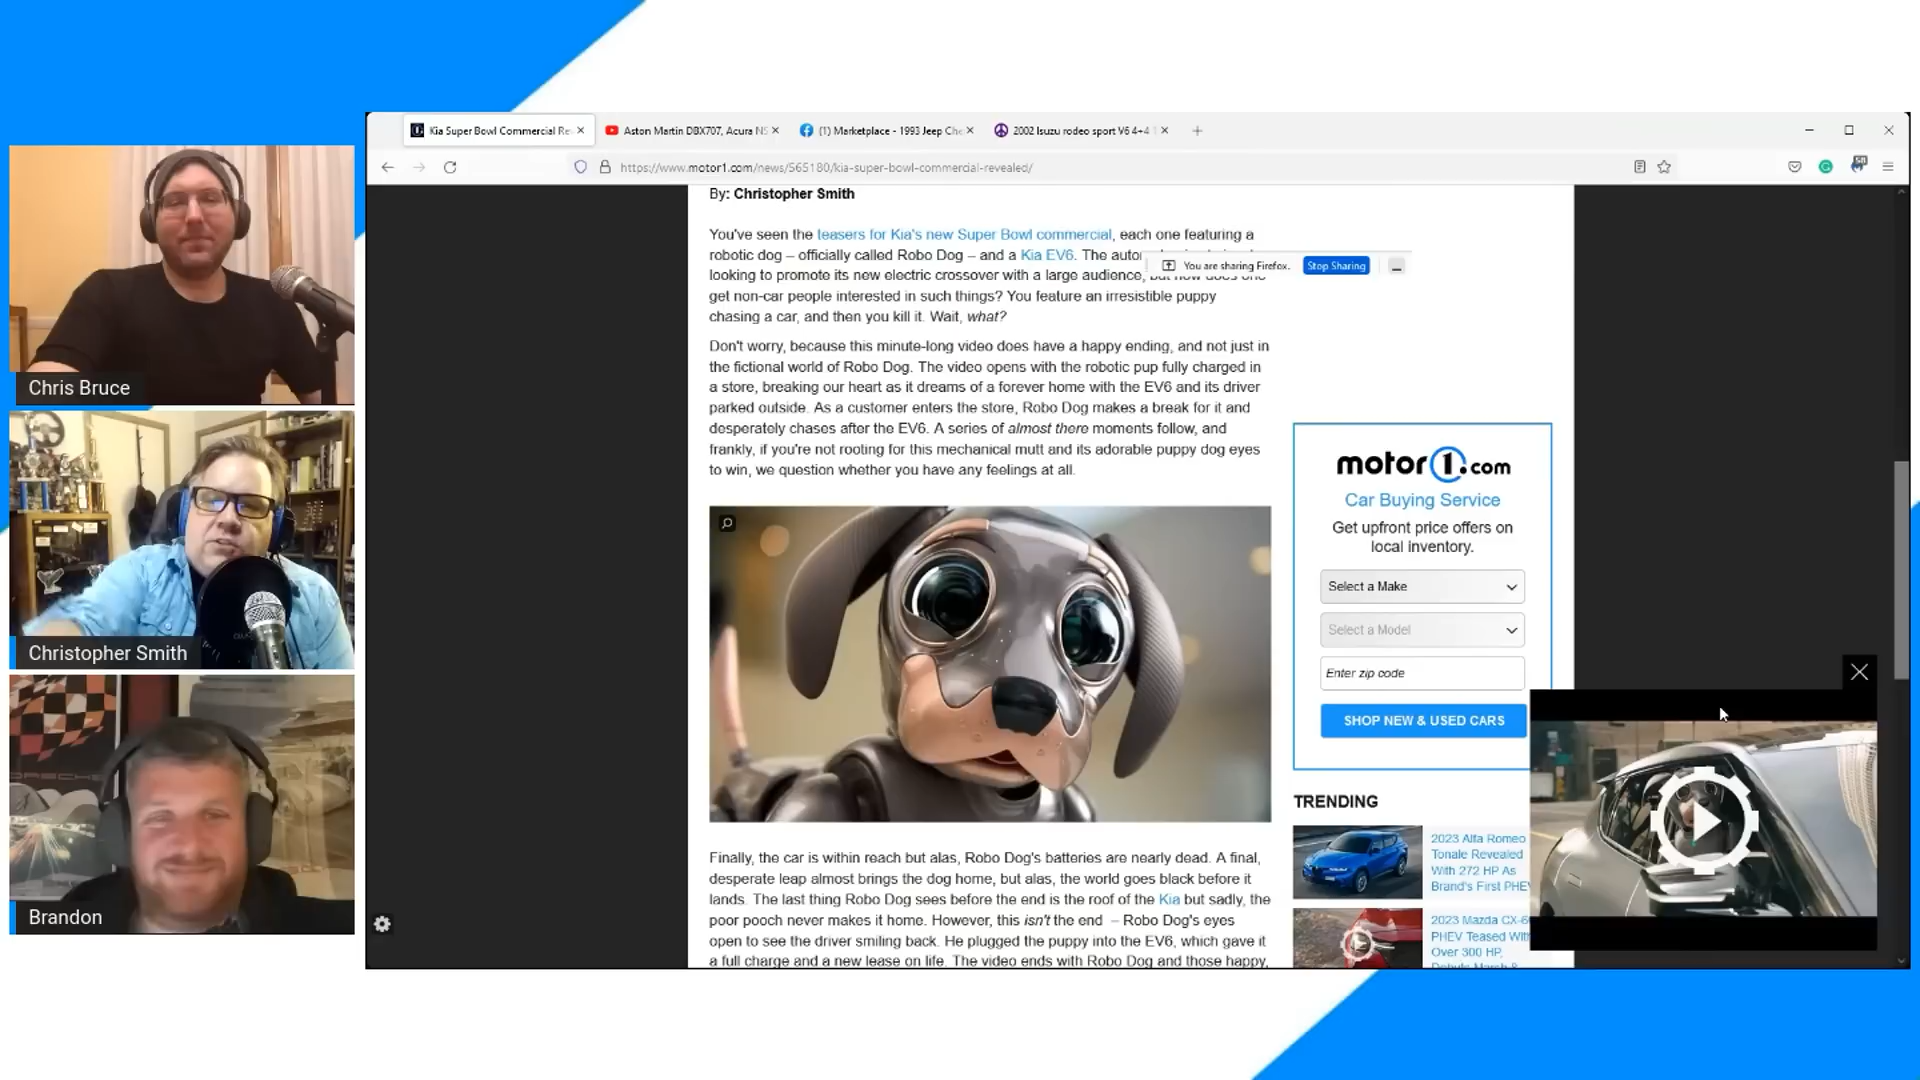 Kia Super Bowl Commercial Re
Aston Martin DBX707, Acura NS
(1) Marketplace - 1993 Jeep Che
2002 Isuzu rodeo sport V6 4+4
https://www.motor1.com/news/565180/kia-super-bowl-commercial-revealed/
By: Christopher Smith
You've seen the teasers for Kia's new Super Bowl commercial, each one featuring a
robotic dog – officially called Robo Dog – and a Kia EV6. The auto
looking to promote its new electric crossover with a large audience, but how does one
get non-car people interested in such things? You feature an irresistible puppy
chasing a car, and then you kill it. Wait, what?
You are sharing Firefox.
Stop Sharing
Don't worry, because this minute-long video does have a happy ending, and not just in
the fictional world of Robo Dog. The video opens with the robotic pup fully charged in
a store, breaking our heart as it dreams of a forever home with the EV6 and its driver
parked outside. As a customer enters the store, Robo Dog makes a break for it and
desperately chases after the EV6. A series of almost there moments follow, and
frankly, if you're not rooting for this mechanical mutt and its adorable puppy dog eyes
to win, we question whether you have any feelings at all.
Finally, the car is within reach but alas, Robo Dog's batteries are nearly dead. A final,
desperate leap almost brings the dog home, but alas, the world goes black before it
lands. The last thing Robo Dog sees before the end is the roof of the Kia but sadly, the
poor pooch never makes it home. However, this isn't the end – Robo Dog's eyes
open to see the driver smiling back. He plugged the puppy into the EV6, which gave it
a full charge and a new lease on life. The video ends with Robo Dog and those happy,
motor1.com
Car Buying Service
Get upfront price offers on
local inventory.
Select a Make
Select a Model
Enter zip code
SHOP NEW & USED CARS
TRENDING
2023 Alfa Romeo
Tonale Revealed
With 272 HP As
Brand's First PHEV
2023 Mazda CX-6
PHEV Teased With
Over 300 HP,
Debuts March 8
Chris Bruce
Christopher Smith
Brandon